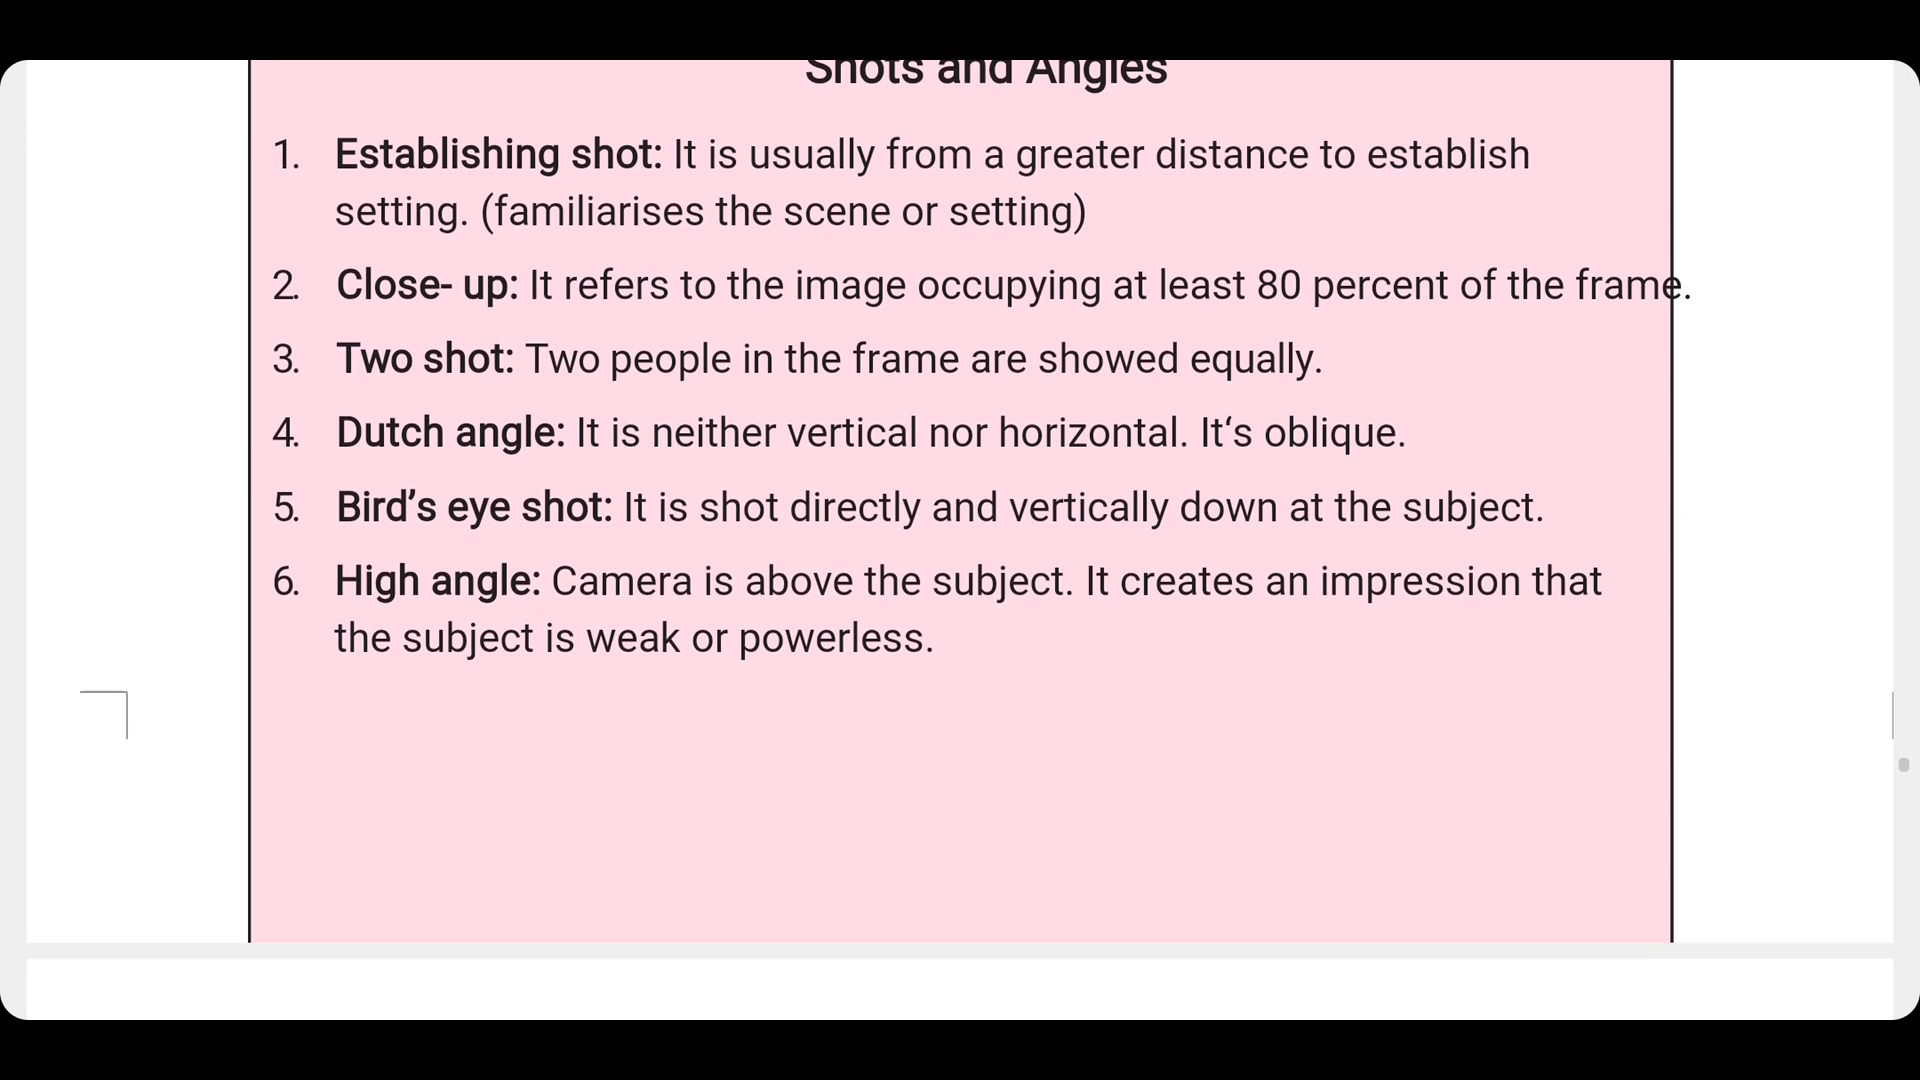 Shots and Angles
1. Establishing shot: It is usually from a greater distance to establish
setting. (familiarises the scene or setting)
2. Close- up: It refers to the image occupying at least 80 percent of the frame.
3. Two shot: Two people in the frame are showed equally.
4. Dutch angle: It is neither vertical nor horizontal. It‘s oblique.
5. Bird’s eye shot: It is shot directly and vertically down at the subject.
6. High angle: Camera is above the subject. It creates an impression that
the subject is weak or powerless.